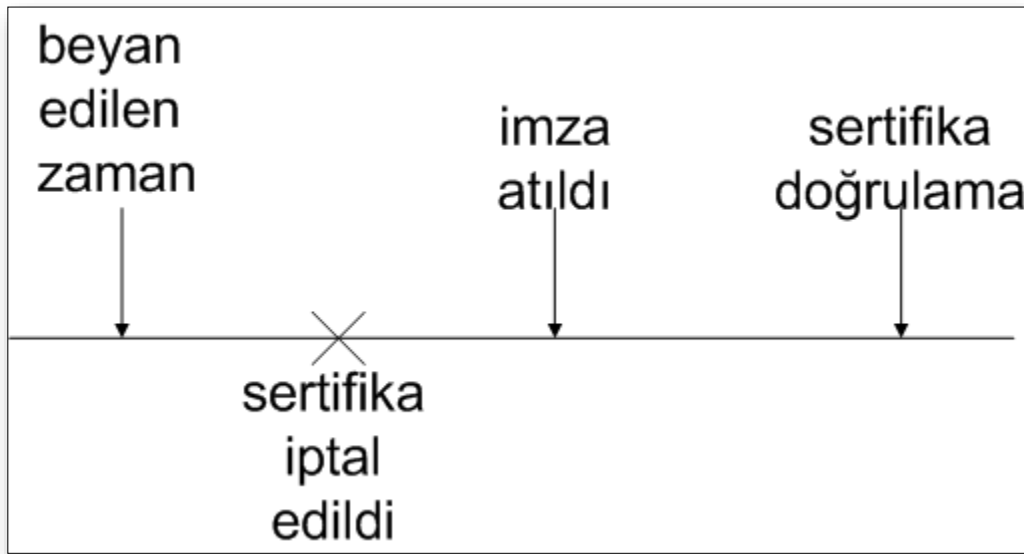 beyan
edilen
zaman
imza
atıldı
sertifika
doğrulama
sertifika
iptal
edildi